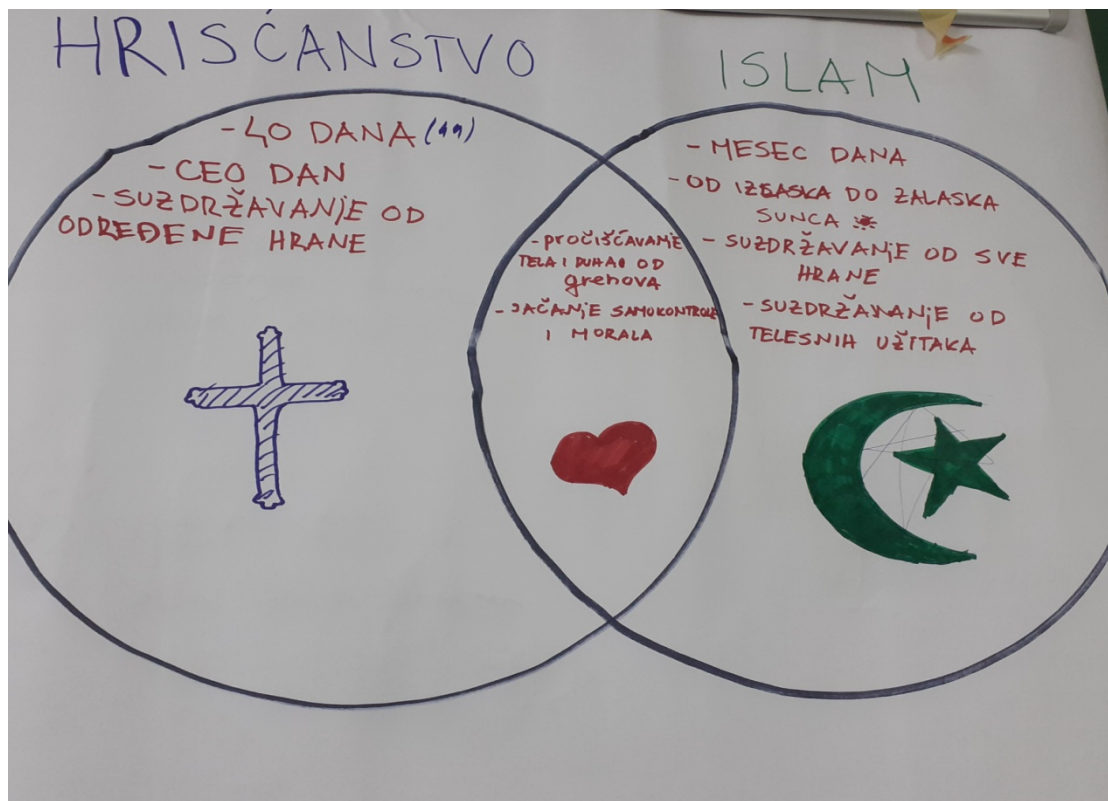 HRIŠĆANSTVO
- 40 DANA
- CEO DAN
- SUZDRŽAVANJE OD
ODREĐENE HRANE
- PROČIŠĆAVANJE
TELA I DUHA OD
grehova
- JAČANJE SAMOKONTROLE
I MORALA
ISLAM
- MESEC DANA
- OD IZLASKA DO ZALASKA
SUNCA
- SUZDRŽAVANJE OD SVE
HRANE
- SUZDRŽAVANJE OD
TELESNIH UŽITAKA